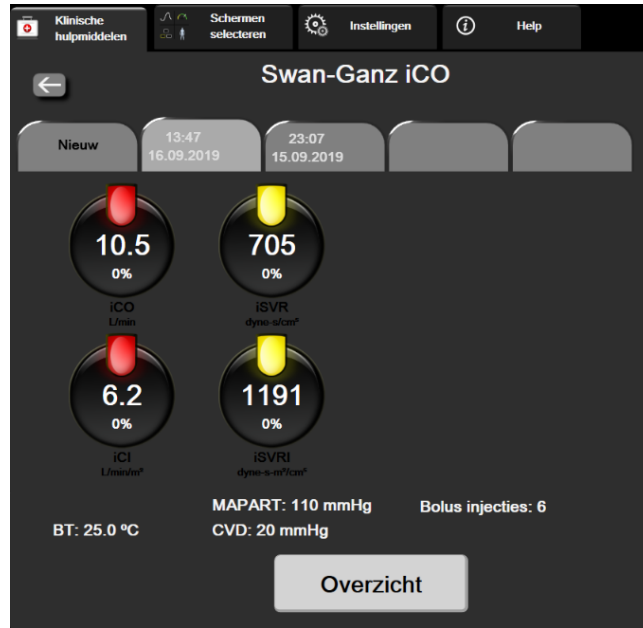 Klinische
hulpmiddelen
Schermen
selecteren
Instellingen
Help
Swan-Ganz iCO
Nieuw
13:47
16.09.2019
23:07
15.09.2019
10.5
0%
iCO
L/min
705
0%
iSVR
dyne-s/cm⁵
6.2
0%
iCI
L/min/m²
1191
0%
iSVRI
dyne-s-m²/cm⁵
MAPART: 110 mmHg
Bolus injecties: 6
BT: 25.0 ºC
CVD: 20 mmHg
Overzicht